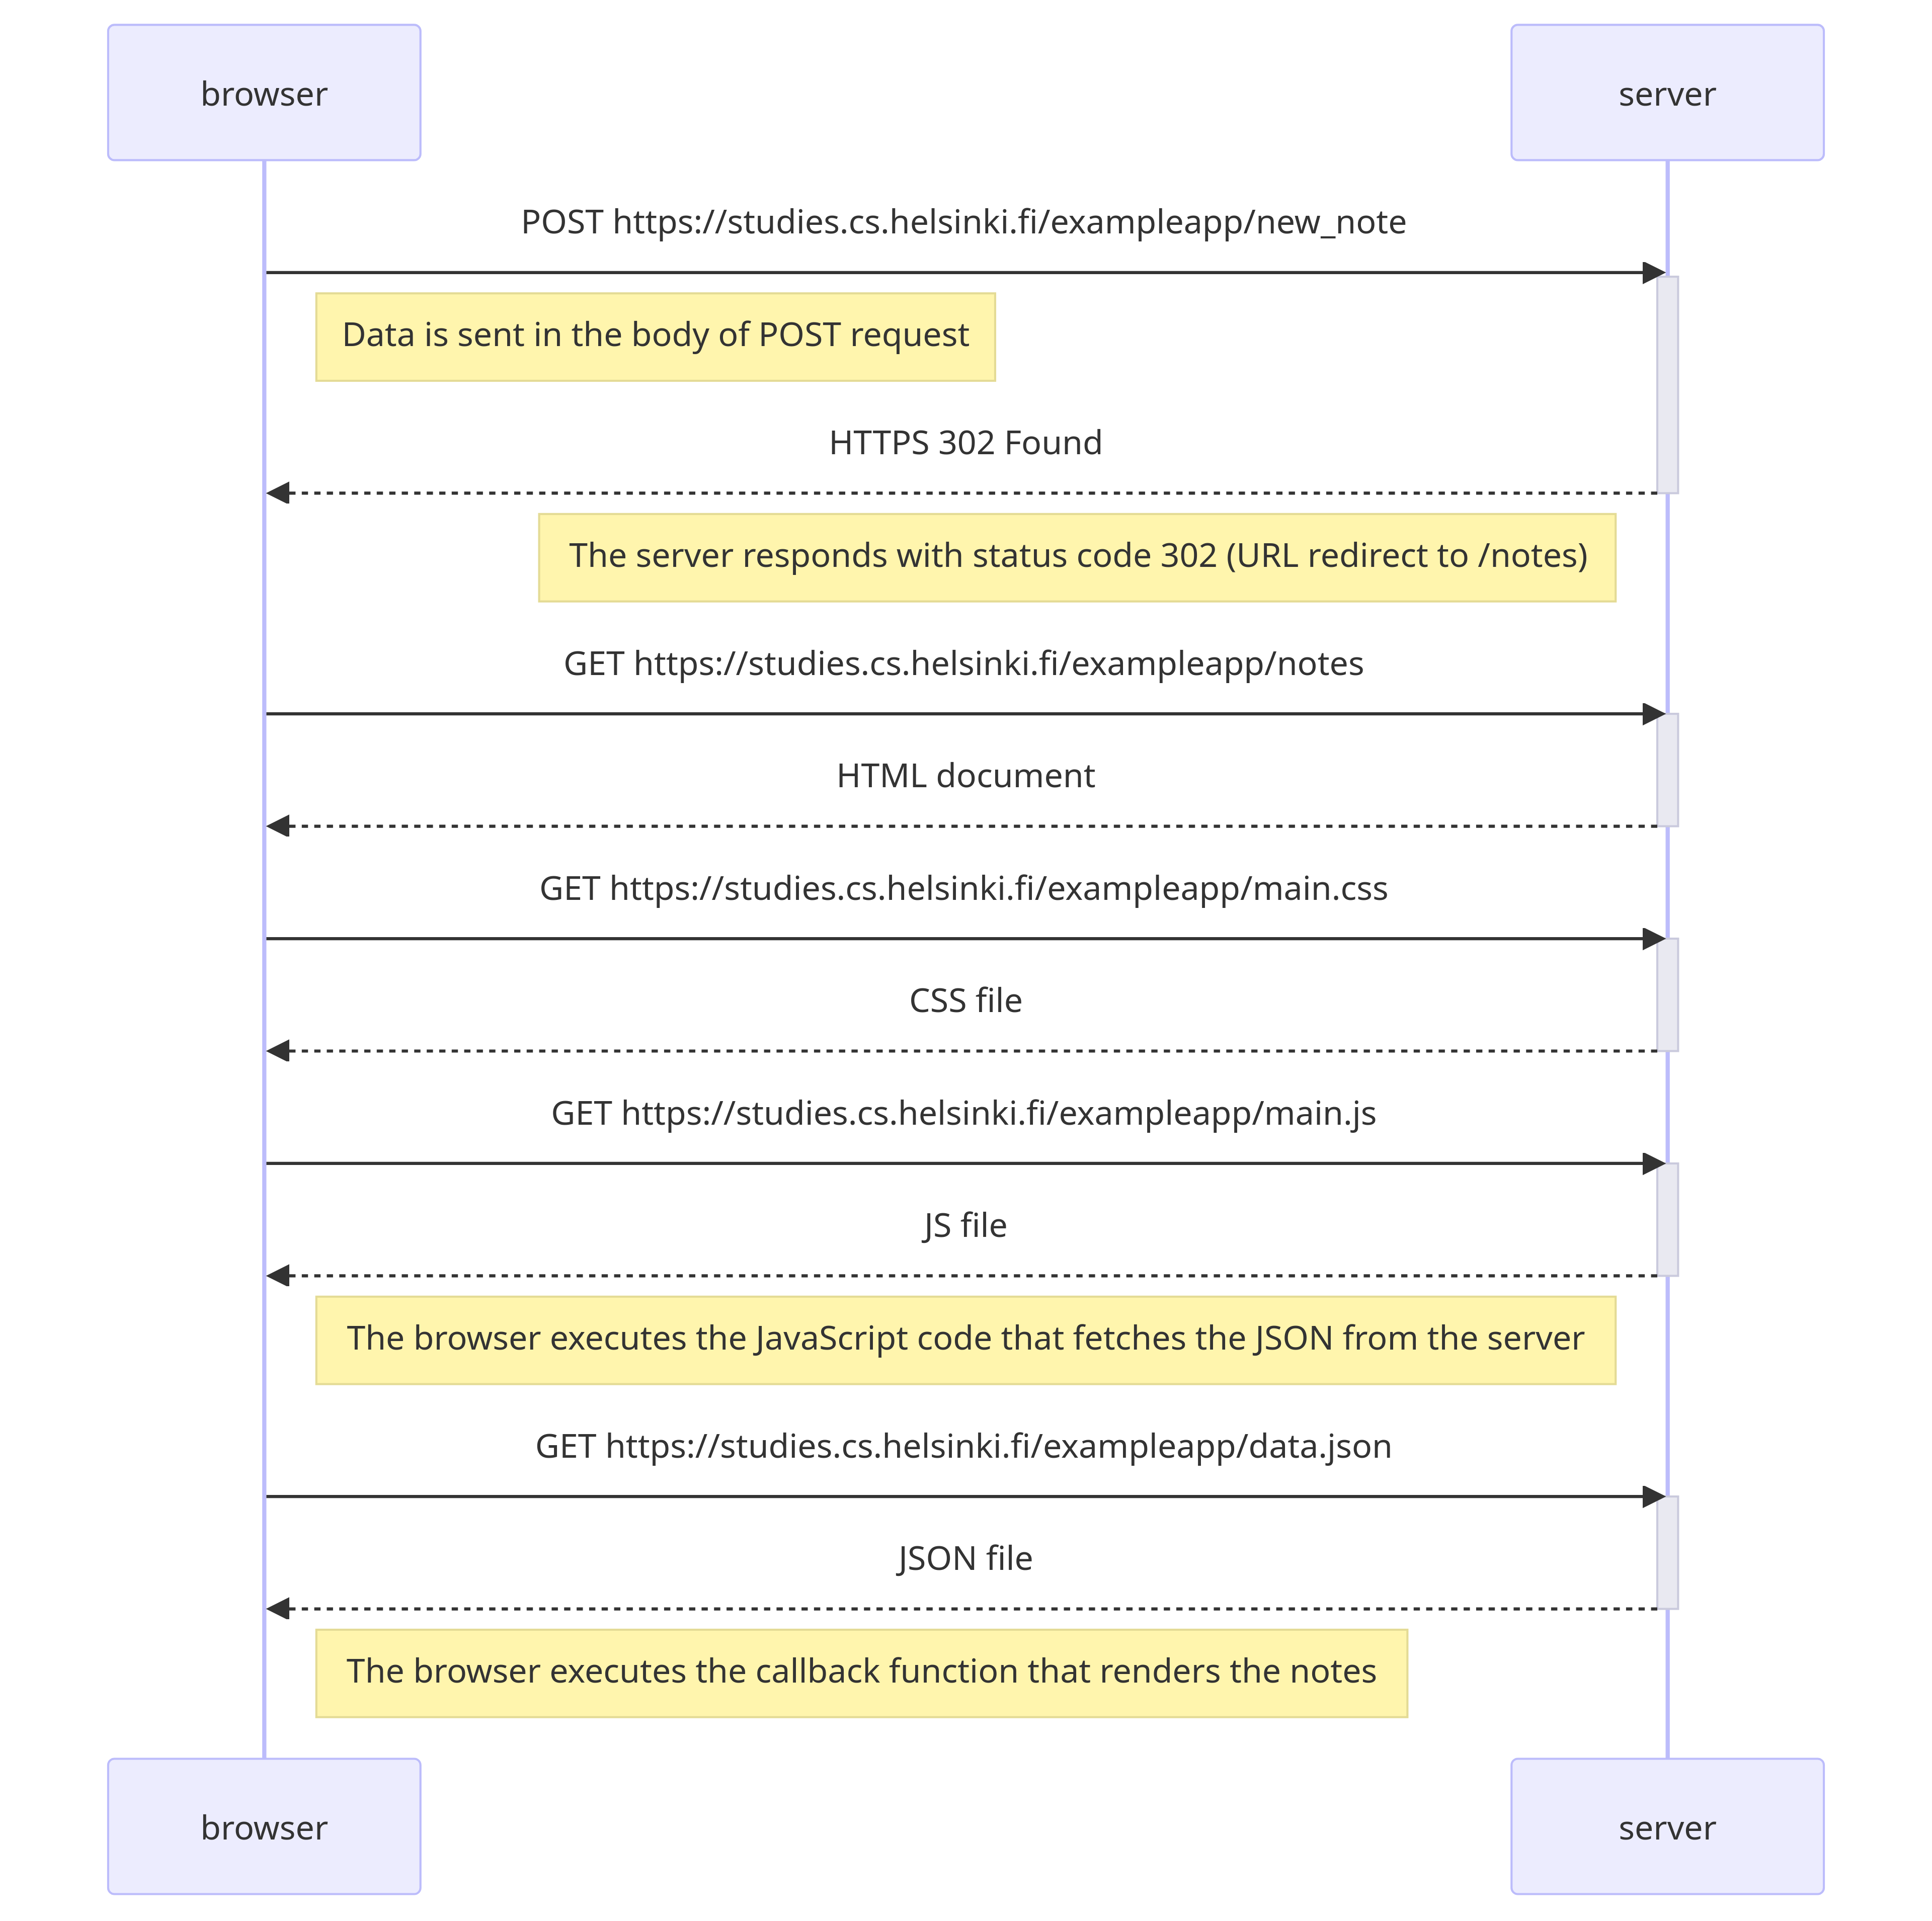 browser
server
POST https://studies.cs.helsinki.fi/exampleapp/new_note
Data is sent in the body of POST request
HTTPS 302 Found
The server responds with status code 302 (URL redirect to /notes)
GET https://studies.cs.helsinki.fi/exampleapp/notes
HTML document
GET https://studies.cs.helsinki.fi/exampleapp/main.css
CSS file
GET https://studies.cs.helsinki.fi/exampleapp/main.js
JS file
The browser executes the JavaScript code that fetches the JSON from the server
GET https://studies.cs.helsinki.fi/exampleapp/data.json
JSON file
The browser executes the callback function that renders the notes
browser
server